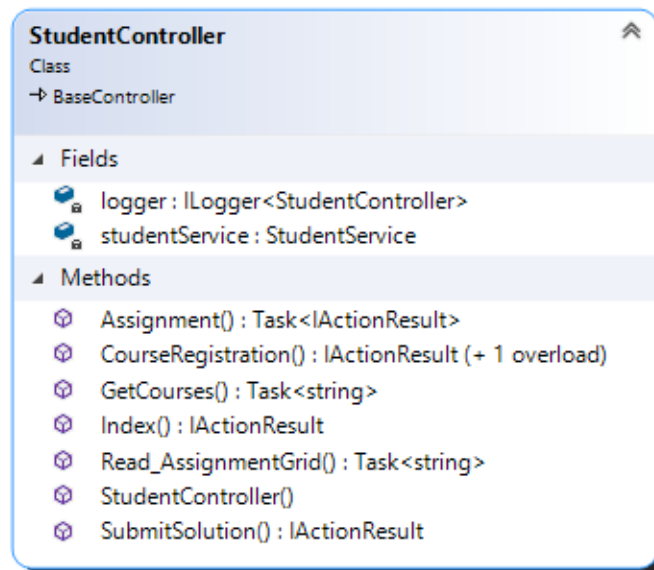 StudentController
Class
BaseController
Fields
logger : ILogger<StudentController>
studentService : StudentService
Methods
Assignment() : Task<IActionResult>
CourseRegistration() : IActionResult (+ 1 overload)
GetCourses() : Task<string>
Index() : IActionResult
Read_AssignmentGrid() : Task<string>
StudentController()
SubmitSolution() : IActionResult